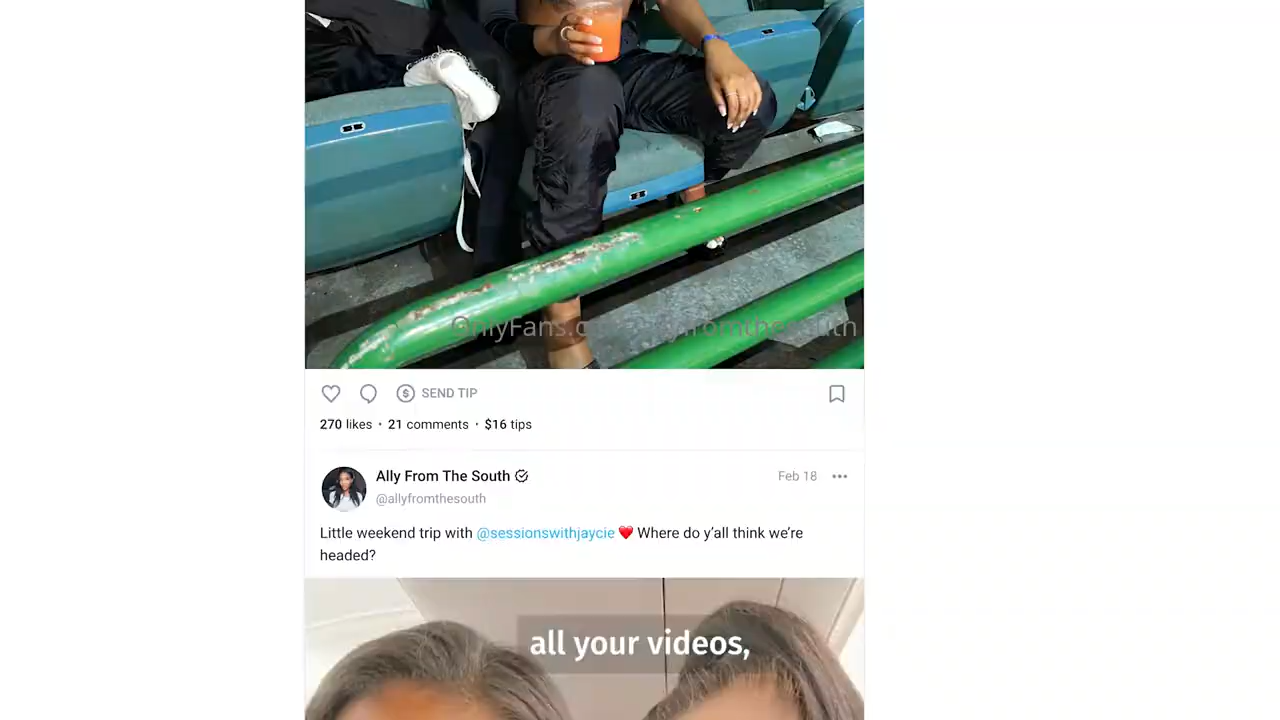 SEND TIP
270 likes • 21 comments • $16 tips
Ally From The South
Feb 18
@allyfromthesouth
Little weekend trip with @sessionswithjaycie ❤️ Where do y’all think we’re
headed?
all your videos,